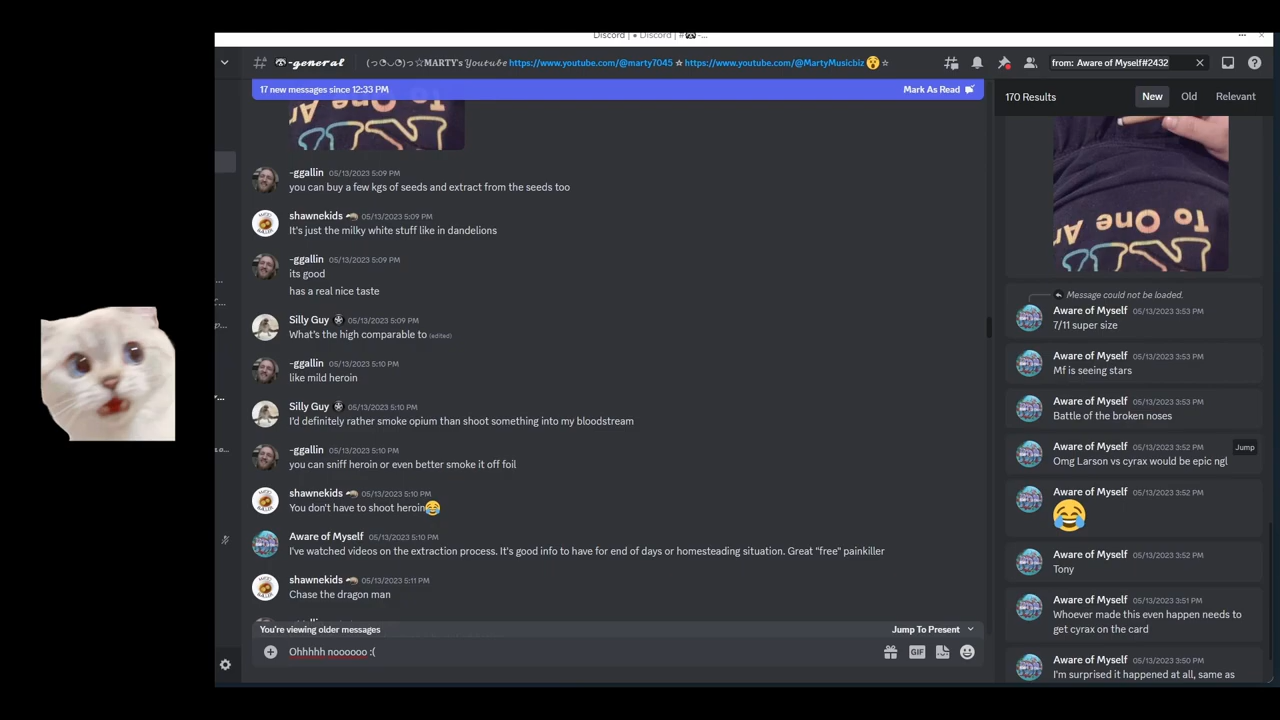 Discord | • Discord | #🐼-...
🐼-𝓰𝓮𝓷𝓮𝓻𝓪𝓵
(っ◔◡◔)っ☆MARTY's 𝓨𝓸𝓾𝓽𝓾𝓫𝓮 https://www.youtube.com/@marty7045 ☆ https://www.youtube.com/@MartyMusicbiz 😵 ☆
from: Aware of Myself#2432
17 new messages since 12:33 PM
Mark As Read
-ggallin 05/13/2023 5:09 PM
you can buy a few kgs of seeds and extract from the seeds too
shawnekids 05/13/2023 5:09 PM
It's just the milky white stuff like in dandelions
-ggallin 05/13/2023 5:09 PM
its good
has a real nice taste
Silly Guy 05/13/2023 5:09 PM
What's the high comparable to (edited)
-ggallin 05/13/2023 5:10 PM
like mild heroin
Silly Guy 05/13/2023 5:10 PM
I'd definitely rather smoke opium than shoot something into my bloodstream
-ggallin 05/13/2023 5:10 PM
you can sniff heroin or even better smoke it off foil
shawnekids 05/13/2023 5:10 PM
You don't have to shoot heroin😂
Aware of Myself 05/13/2023 5:10 PM
I've watched videos on the extraction process. It's good info to have for end of days or homesteading situation. Great "free" painkiller
shawnekids 05/13/2023 5:11 PM
Chase the dragon man
You're viewing older messages
Jump To Present
Ohhhhh noooooo :(
170 Results
New
Old
Relevant
To One An
Message could not be loaded.
Aware of Myself 05/13/2023 3:53 PM
7/11 super size
Aware of Myself 05/13/2023 3:53 PM
Mf is seeing stars
Aware of Myself 05/13/2023 3:53 PM
Battle of the broken noses
Aware of Myself 05/13/2023 3:52 PM
Jump
Omg Larson vs cyrax would be epic ngl
Aware of Myself 05/13/2023 3:52 PM
😂
Aware of Myself 05/13/2023 3:52 PM
Tony
Aware of Myself 05/13/2023 3:51 PM
Whoever made this even happen needs to
get cyrax on the card
Aware of Myself 05/13/2023 3:50 PM
I'm surprised it happened at all, same as